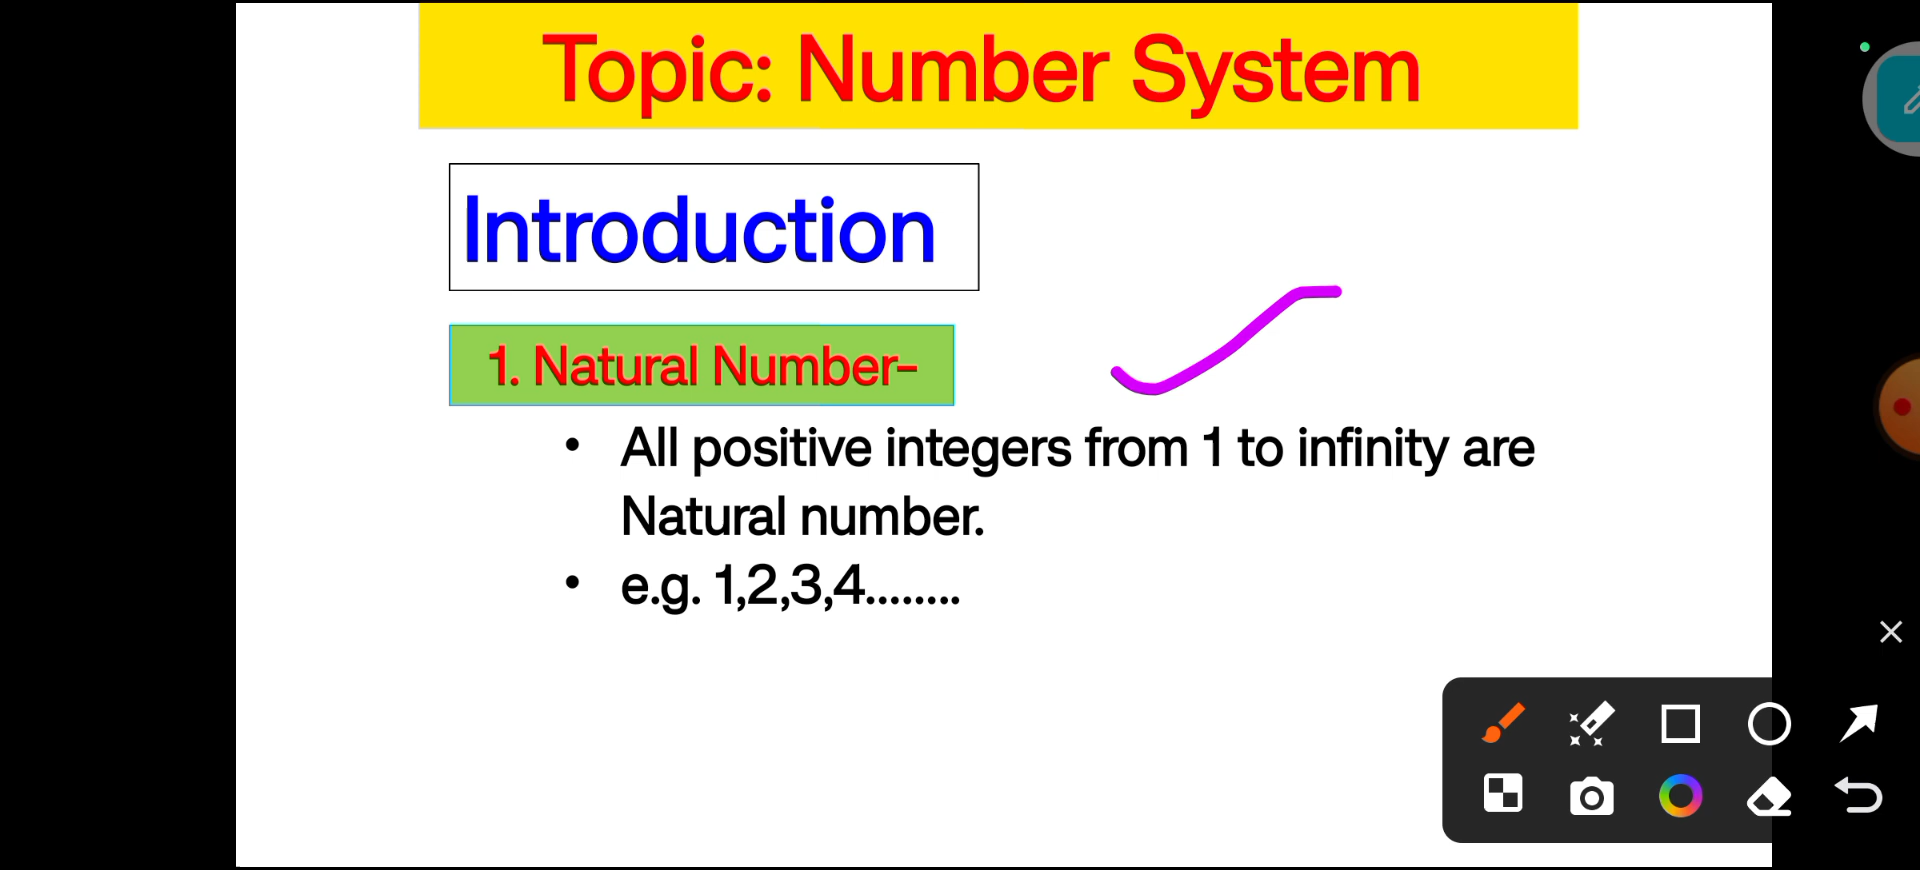 Topic: Number System
Introduction
1. Natural Number-
• All positive integers from 1 to infinity are
Natural number.
• e.g. 1,2,3,4........